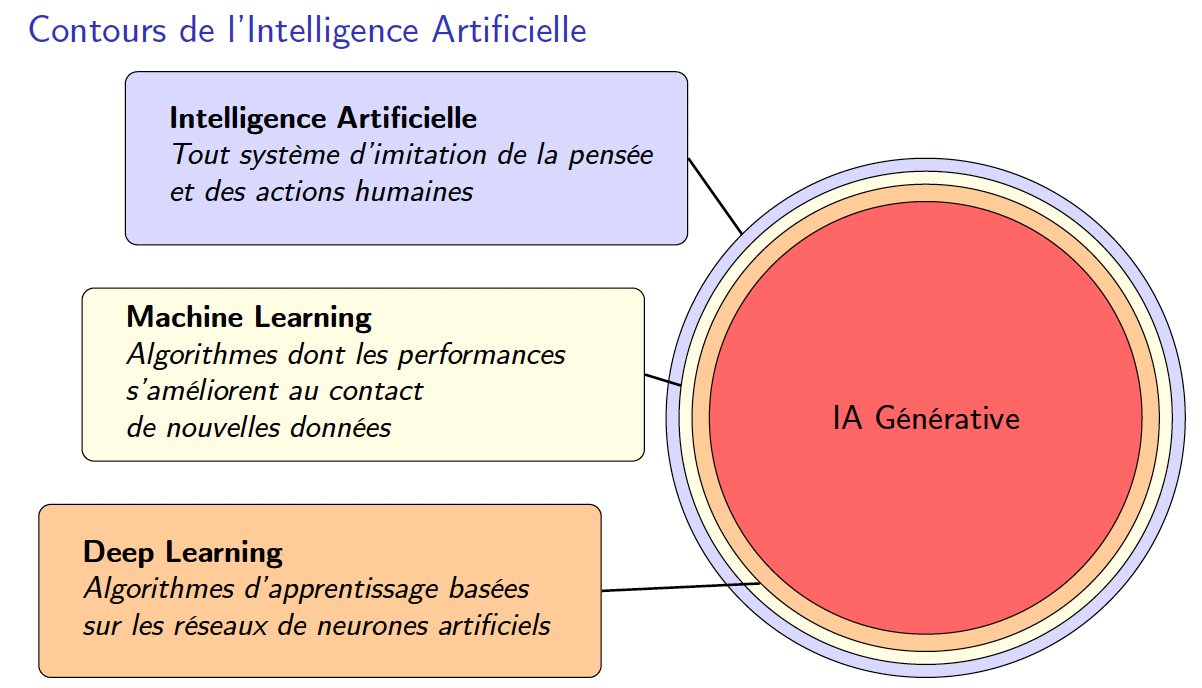 Contours de l'Intelligence Artificielle
Intelligence Artificielle
Tout système d'imitation de la pensée
et des actions humaines
Machine Learning
Algorithmes dont les performances
s'améliorent au contact
de nouvelles données
Deep Learning
Algorithmes d'apprentissage basées
sur les réseaux de neurones artificiels
IA Générative